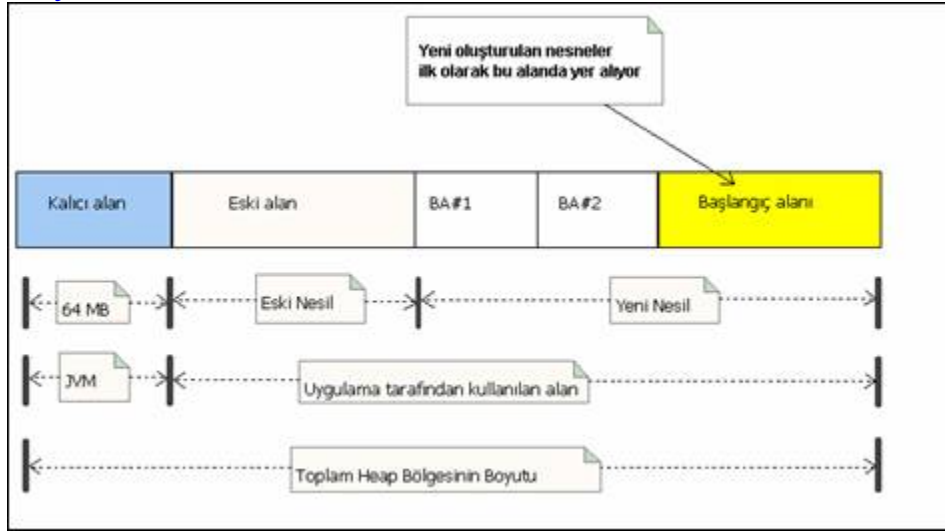 Yeni oluşturulan nesneler
ilk olarak bu alanda yer alıyor
Kalıcı alan
Eski alan
BA#1
BA#2
Başlangıç alanı
64 MB
Eski Nesil
Yeni Nesil
JVM
Uygulama tarafından kullanılan alan
Toplam Heap Bölgesinin Boyutu